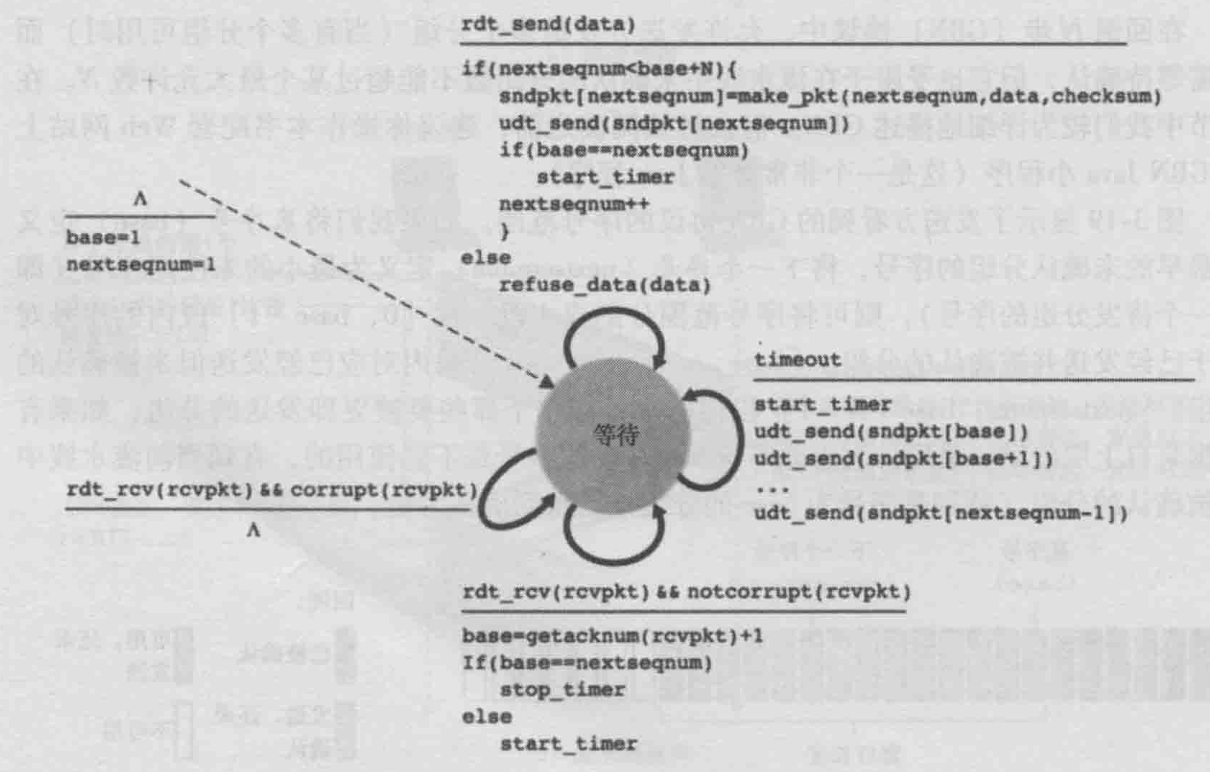 rdt_send(data)
if(nextseqnum<base+N){
sndpkt[nextseqnum]=make_pkt(nextseqnum,data,checksum)
udt_send(sndpkt[nextseqnum])
if(base==nextseqnum)
start_timer
nextseqnum++
}
else
refuse_data(data)
Λ
base=1
nextseqnum=1
等待
timeout
start_timer
udt_send(sndpkt[base])
udt_send(sndpkt[base+1])
...
udt_send(sndpkt[nextseqnum-1])
rdt_rcv(rcvpkt) && corrupt(rcvpkt)
Λ
rdt_rcv(rcvpkt) && notcorrupt(rcvpkt)
base=getacknum(rcvpkt)+1
If(base==nextseqnum)
stop_timer
else
start_timer